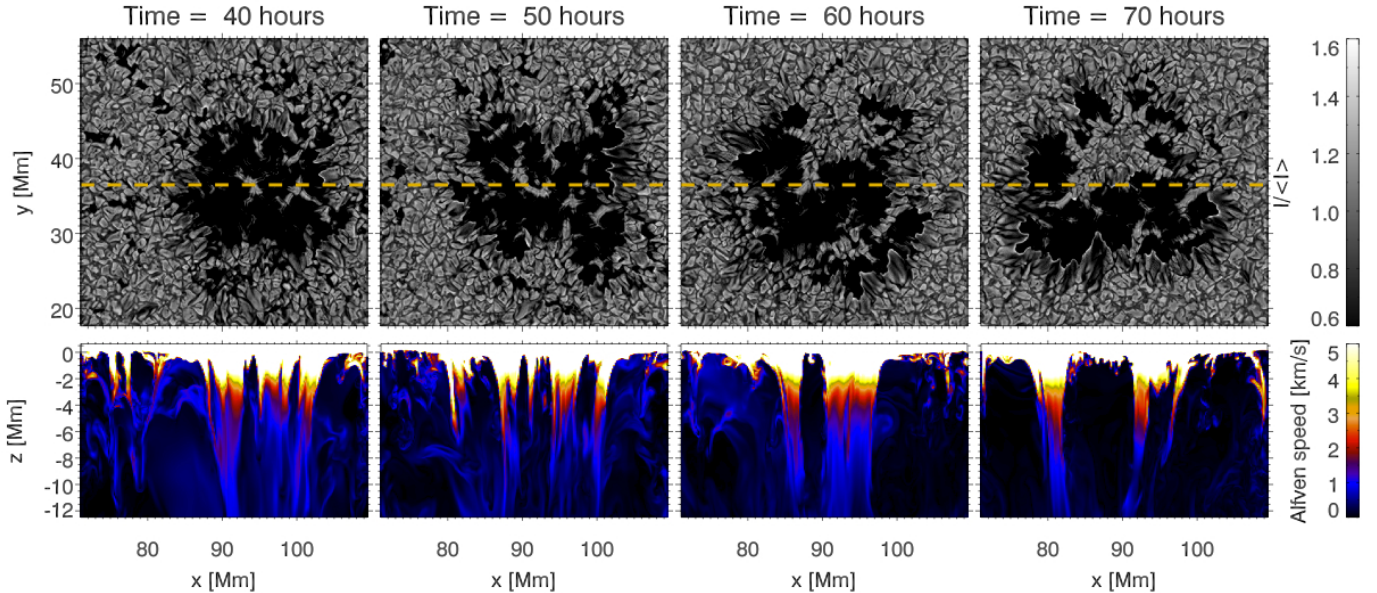 Time = 40 hours
Time = 50 hours
Time = 60 hours
Time = 70 hours
50
40
30
20
y [Mm]
1.6
1.4
1.2
1.0
0.8
0.6
I/<I>
0
-2
-4
-6
-8
-10
-12
z [Mm]
5
4
3
2
1
0
Alfven speed [km/s]
80 90 100
80 90 100
80 90 100
80 90 100
x [Mm]
x [Mm]
x [Mm]
x [Mm]